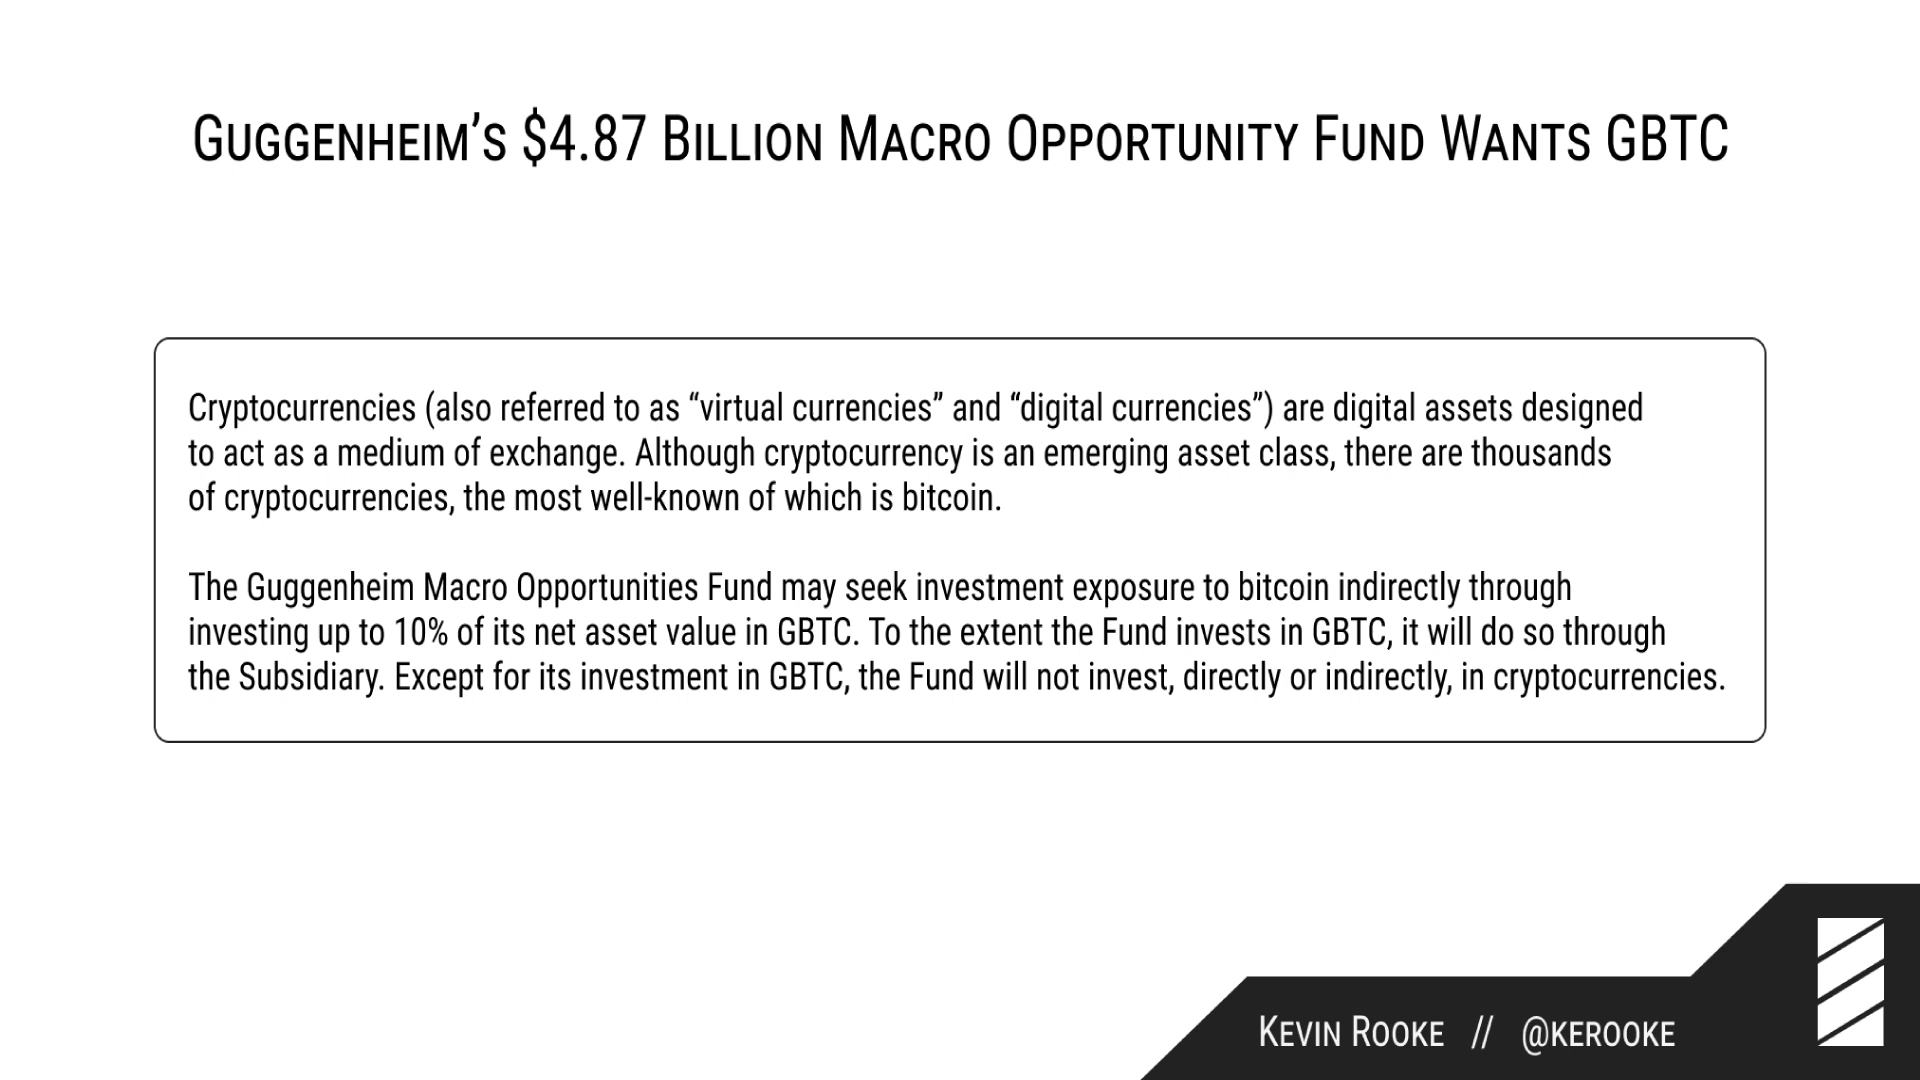 Guggenheim’s $4.87 Billion Macro Opportunity Fund Wants GBTC
Cryptocurrencies (also referred to as “virtual currencies” and “digital currencies”) are digital assets designed
to act as a medium of exchange. Although cryptocurrency is an emerging asset class, there are thousands
of cryptocurrencies, the most well-known of which is bitcoin.
The Guggenheim Macro Opportunities Fund may seek investment exposure to bitcoin indirectly through
investing up to 10% of its net asset value in GBTC. To the extent the Fund invests in GBTC, it will do so through
the Subsidiary. Except for its investment in GBTC, the Fund will not invest, directly or indirectly, in cryptocurrencies.
Kevin Rooke // @kerooke